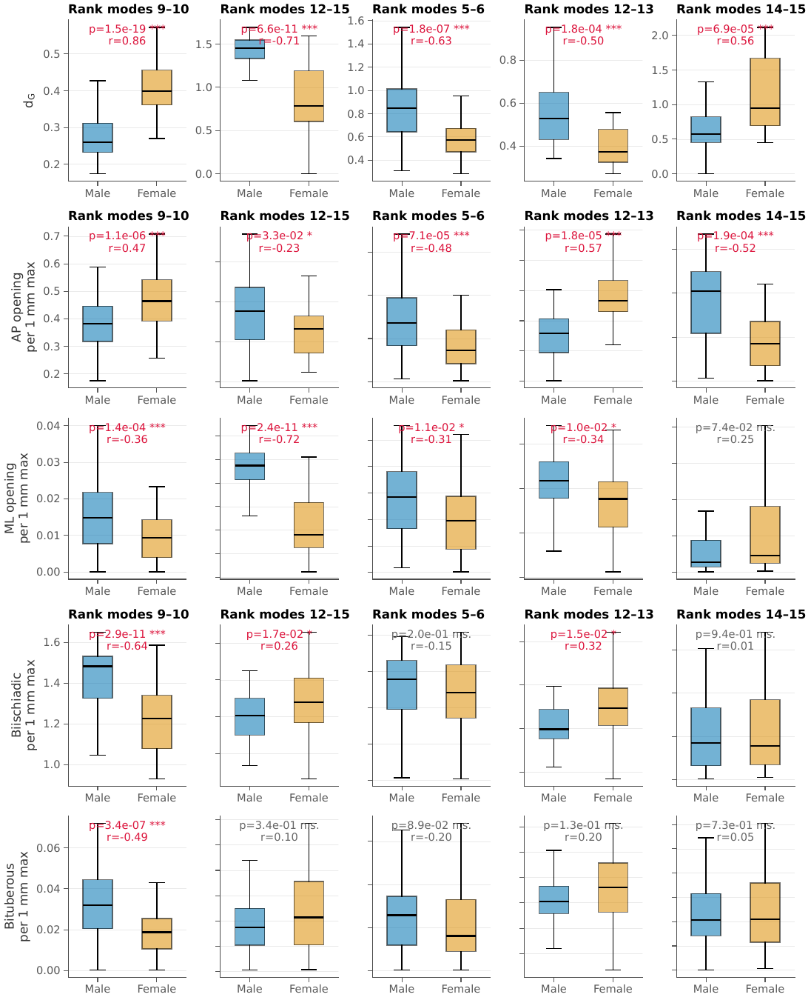 Rank modes 9–10 Rank modes 12–15 Rank modes 5–6 Rank modes 12–13 Rank modes 14–15
p=1.5e-19 *** p=6.6e-11 *** p=1.8e-07 *** p=1.8e-04 *** p=6.9e-05 ***
r=0.86 r=-0.71 r=-0.63 r=-0.50 r=0.56
dG
0.5 0.4 0.3 0.2
1.5 1.0 0.5 0.0
1.6 1.4 1.2 1.0 0.8 0.6 0.4
0.8 0.6 0.4
2.0 1.5 1.0 0.5 0.0
Male Female Male Female Male Female Male Female Male Female
Rank modes 9–10 Rank modes 12–15 Rank modes 5–6 Rank modes 12–13 Rank modes 14–15
p=1.1e-06 *** p=3.3e-02 * p=7.1e-05 *** p=1.8e-05 *** p=1.9e-04 ***
r=0.47 r=-0.23 r=-0.48 r=0.57 r=-0.52
AP opening
per 1 mm max
0.7 0.6 0.5 0.4 0.3 0.2
Male Female Male Female Male Female Male Female Male Female
p=1.4e-04 *** p=2.4e-11 *** p=1.1e-02 * p=1.0e-02 * p=7.4e-02 n.s.
r=-0.36 r=-0.72 r=-0.31 r=-0.34 r=0.25
ML opening
per 1 mm max
0.04 0.03 0.02 0.01 0.00
Male Female Male Female Male Female Male Female Male Female
Rank modes 9–10 Rank modes 12–15 Rank modes 5–6 Rank modes 12–13 Rank modes 14–15
p=2.9e-11 *** p=1.7e-02 * p=2.0e-01 n.s. p=1.5e-02 * p=9.4e-01 n.s.
r=-0.64 r=0.26 r=-0.15 r=0.32 r=0.01
Biischiadic
per 1 mm max
1.6 1.4 1.2 1.0
Male Female Male Female Male Female Male Female Male Female
p=3.4e-07 *** p=3.4e-01 n.s. p=8.9e-02 n.s. p=1.3e-01 n.s. p=7.3e-01 n.s.
r=-0.49 r=0.10 r=-0.20 r=0.20 r=0.05
Bituberous
per 1 mm max
0.06 0.04 0.02 0.00
Male Female Male Female Male Female Male Female Male Female